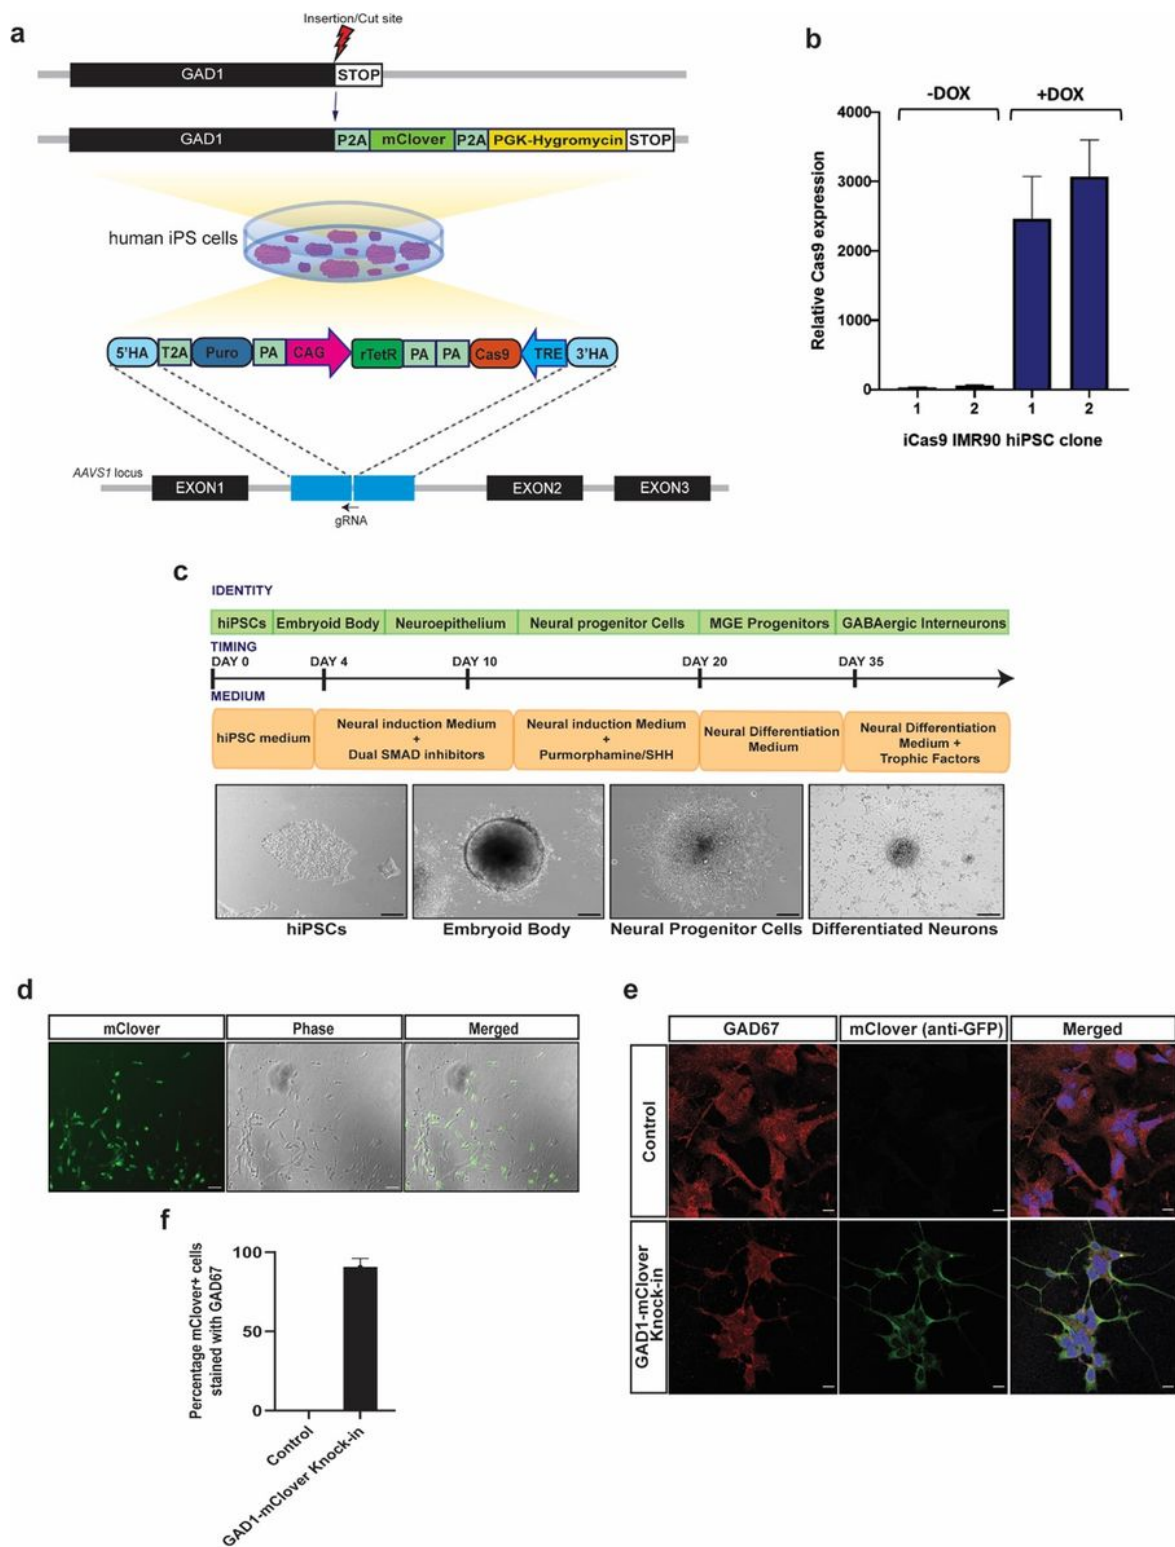 a
Insertion/Cut site
GAD1 STOP
GAD1 P2A mClover P2A PGK-Hygromycin STOP
human iPS cells
5'HA T2A Puro PA CAG rTetR PA PA Cas9 TRE 3'HA
AAVS1 locus
EXON1 EXON2 EXON3
gRNA
b
-DOX +DOX
Relative Cas9 expression
4000
3000
2000
1000
0
1 2 1 2
iCas9 IMR90 hiPSC clone
c
IDENTITY
hiPSCs Embryoid Body Neuroepithelium Neural progenitor Cells MGE Progenitors GABAergic Interneurons
TIMING
DAY 0 DAY 4 DAY 10 DAY 20 DAY 35
MEDIUM
hiPSC medium
Neural induction Medium
+
Dual SMAD inhibitors
Neural induction Medium
+
Purmorphamine/SHH
Neural Differentiation
Medium
Neural Differentiation
Medium +
Trophic Factors
hiPSCs Embryoid Body Neural Progenitor Cells Differentiated Neurons
d
mClover Phase Merged
e
GAD67 mClover (anti-GFP) Merged
Control
GAD1-mClover
Knock-in
f
Percentage mClover+ cells
stained with GAD67
100
50
0
Control
GAD1-mClover Knock-in